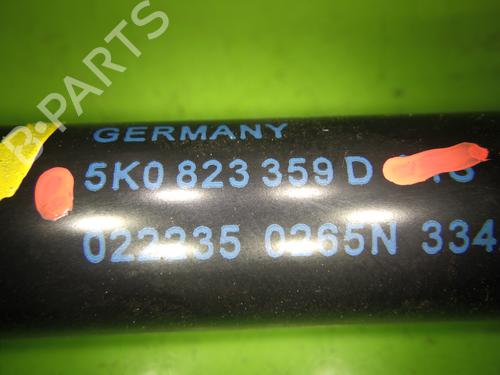 B-PARTS
GERMANY
5K0 823 359 D
022235 0265N 334